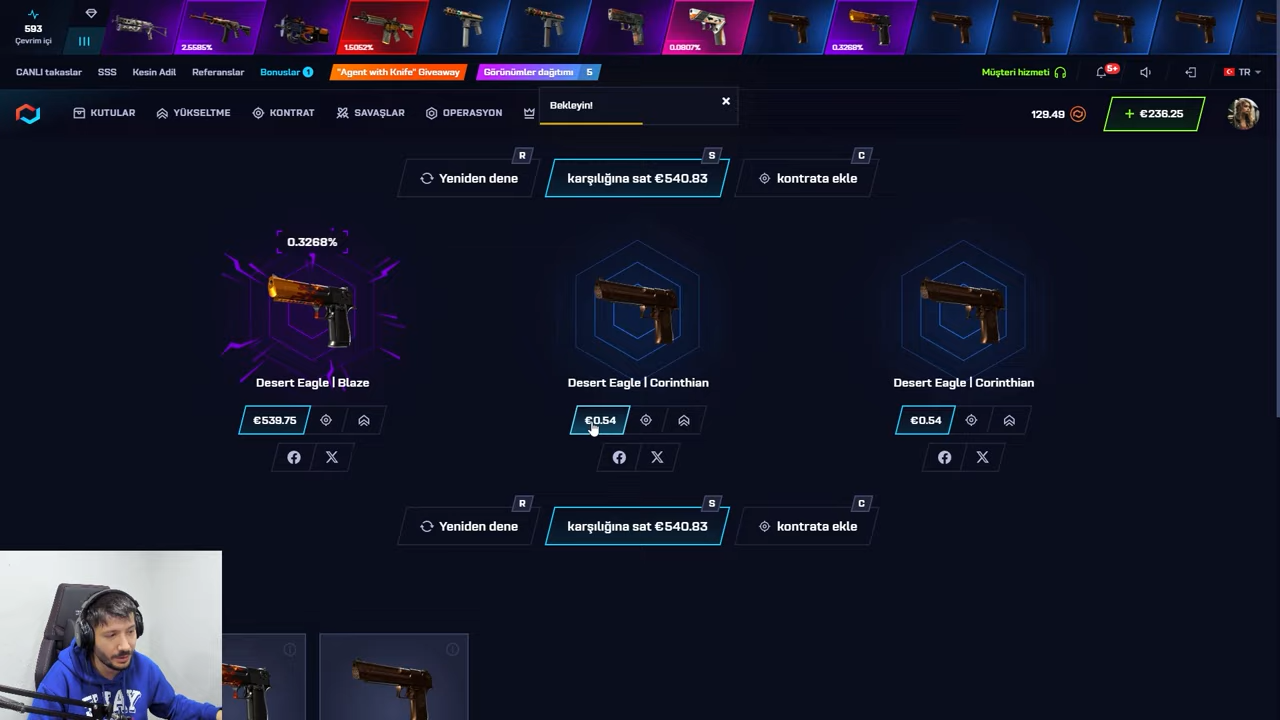 593
Çevrim içi
2.5585%
1.5052%
0.0807%
0.3268%
CANLI takaslar
SSS
Kesin Adil
Referanslar
Bonuslar 1
"Agent with Knife" Giveaway
Görünümler dağıtımı 5
Müşteri hizmeti
5+
TR
KUTULAR
YÜKSELTME
KONTRAT
SAVAŞLAR
OPERASYON
Bekleyin!
129.49
+ €236.25
R
Yeniden dene
S
karşılığına sat €540.83
C
kontrata ekle
0.3268%
Desert Eagle | Blaze
€539.75
Desert Eagle | Corinthian
€0.54
Desert Eagle | Corinthian
€0.54
R
Yeniden dene
S
karşılığına sat €540.83
C
kontrata ekle